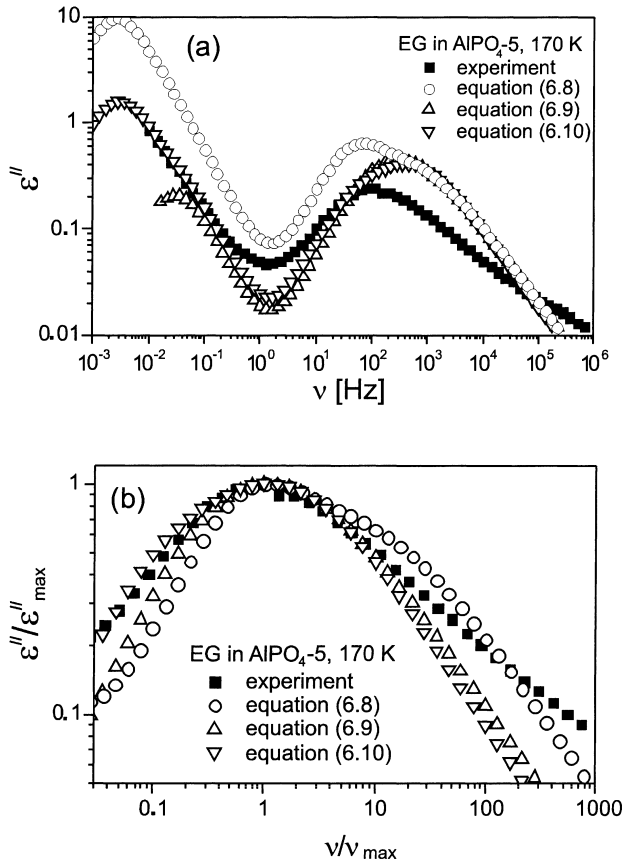 (a)
EG in AlPO4-5, 170 K
experiment
equation (6.8)
equation (6.9)
equation (6.10)
10
1
0.1
0.01
ε''
10⁻³ 10⁻² 10⁻¹ 10⁰ 10¹ 10² 10³ 10⁴ 10⁵ 10⁶
ν [Hz]
(b)
1
0.1
ε''/ε''max
EG in AlPO4-5, 170 K
experiment
equation (6.8)
equation (6.9)
equation (6.10)
0.1 1 10 100 1000
ν/νmax